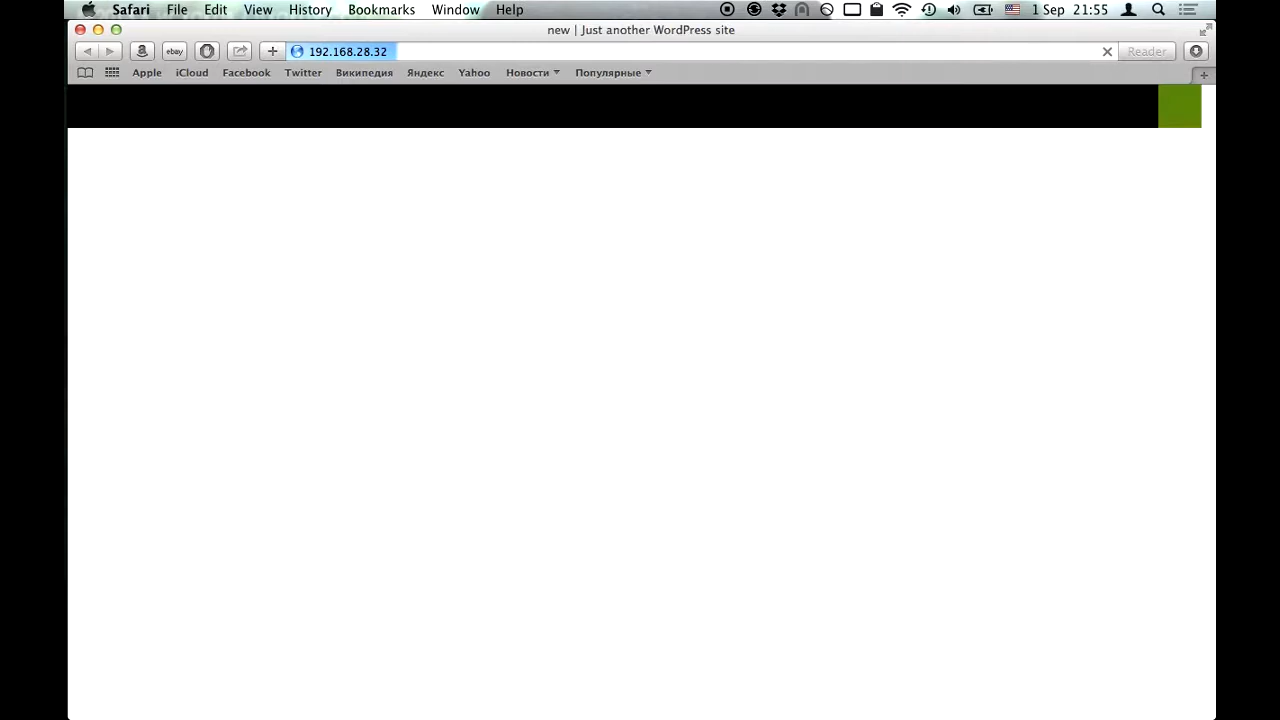 Safari File Edit View History Bookmarks Window Help 1 Sep 21:55
new | Just another WordPress site
ebay 192.168.28.32 Reader
Apple iCloud Facebook Twitter Википедия Яндекс Yahoo Новости Популярные